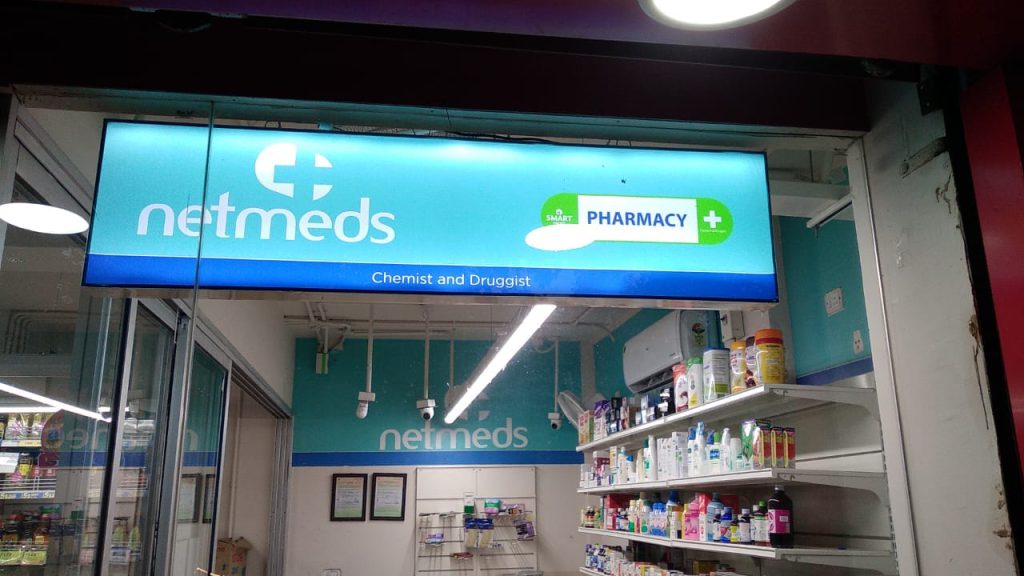 netmeds
SMART
PHARMACY
Chemist and Druggist
netmeds